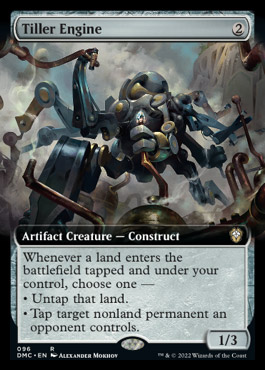 Tiller Engine 2
Artifact Creature — Construct
Whenever a land enters the
battlefield tapped and under your
control, choose one —
• Untap that land.
• Tap target nonland permanent an
opponent controls.
1/3
096 R
DMC • EN Alexander Mokhov
™ & © 2022 Wizards of the Coast